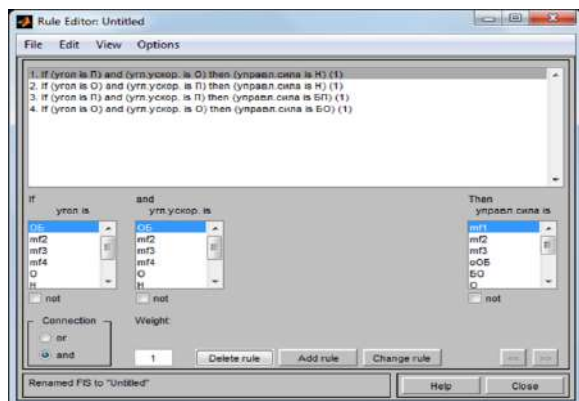 Rule Editor: Untitled
File Edit View Options
1. If (угол is П) and (угл.ускор. is О) then (управл.сила is Н) (1)
2. If (угол is О) and (угл.ускор. is П) then (управл.сила is Н) (1)
3. If (угол is П) and (угл.ускор. is П) then (управл.сила is БП) (1)
4. If (угол is О) and (угл.ускор. is О) then (управл.сила is БО) (1)
If and Then
угол is угл.ускор. is управл.сила is
ОБ ОБ mf1
mf2 mf2 mf2
mf3 mf3 mf3
mf4 mf4 оОБ
О О БО
Н Н О
not not not
Connection Weight:
or
and 1 Delete rule Add rule Change rule << >>
Renamed FIS to "Untitled" Help Close